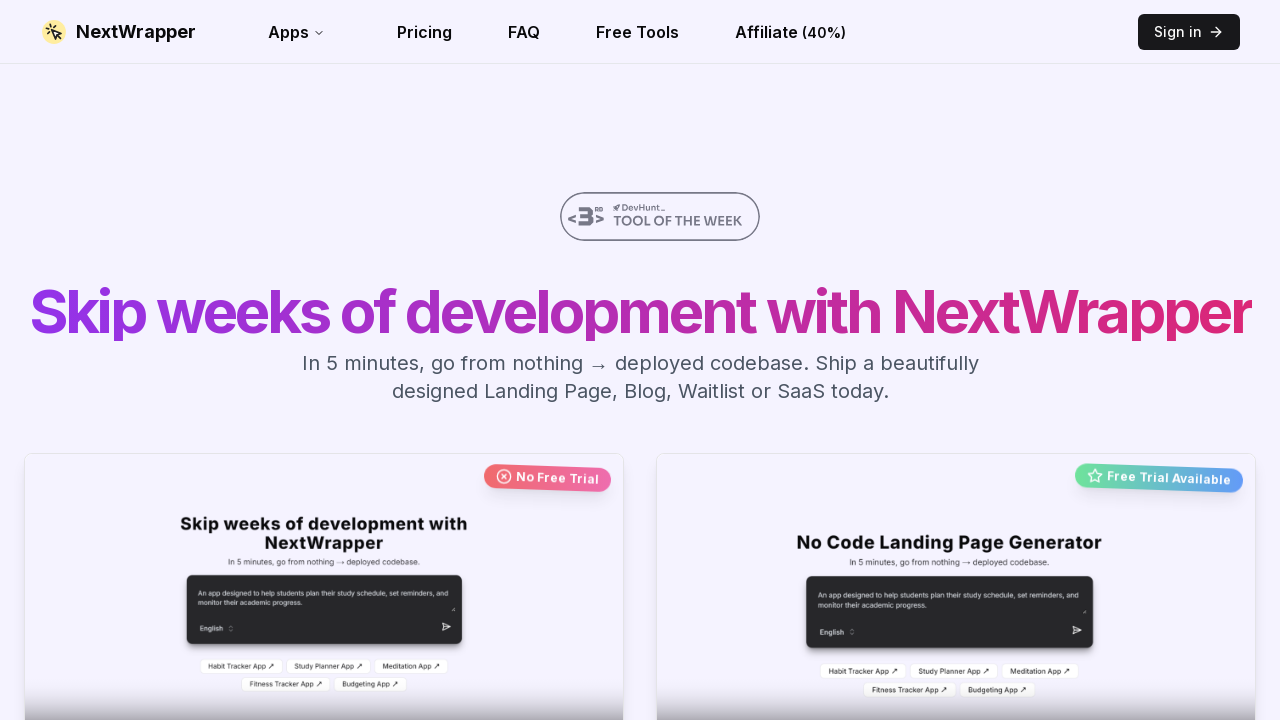 NextWrapper
Apps
Pricing
FAQ
Free Tools
Affiliate (40%)
Sign in →
<3RD> DevHunt_
TOOL OF THE WEEK
Skip weeks of development with NextWrapper
In 5 minutes, go from nothing → deployed codebase. Ship a beautifully
designed Landing Page, Blog, Waitlist or SaaS today.
No Free Trial
Skip weeks of development with
NextWrapper
In 5 minutes, go from nothing → deployed codebase.
An app designed to help students plan their study schedule, set reminders, and
monitor their academic progress.
English
Habit Tracker App ↗ Study Planner App ↗ Meditation App ↗
Fitness Tracker App ↗ Budgeting App ↗
Free Trial Available
No Code Landing Page Generator
In 5 minutes, go from nothing → deployed codebase.
An app designed to help students plan their study schedule, set reminders, and
monitor their academic progress.
English
Habit Tracker App ↗ Study Planner App ↗ Meditation App ↗
Fitness Tracker App ↗ Budgeting App ↗